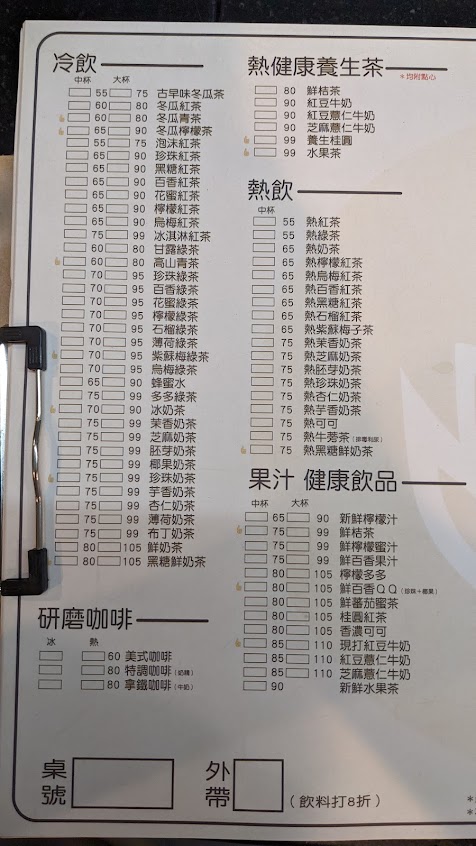 冷飲
中杯 大杯
55 75 古早味冬瓜茶
60 80 冬瓜紅茶
60 80 冬瓜青茶
65 90 冬瓜檸檬茶
55 75 泡沫紅茶
65 90 珍珠紅茶
65 90 黑糖紅茶
65 90 百香紅茶
65 90 花蜜紅茶
65 90 檸檬紅茶
65 90 烏梅紅茶
75 99 冰淇淋紅茶
60 80 甘露綠茶
60 80 高山青茶
70 95 珍珠綠茶
70 95 百香綠茶
70 95 花蜜綠茶
70 95 檸檬綠茶
70 95 石榴綠茶
70 95 薄荷綠茶
70 95 紫蘇梅綠茶
70 95 烏梅綠茶
65 90 蜂蜜水
75 99 多多綠茶
70 90 冰奶茶
75 99 茉香奶茶
75 99 芝麻奶茶
75 99 胚芽奶茶
75 99 椰果奶茶
75 99 珍珠奶茶
75 99 芋香奶茶
75 99 杏仁奶茶
75 99 薄荷奶茶
75 99 布丁奶茶
80 105 鮮奶茶
80 105 黑糖鮮奶茶
研磨咖啡
冰 熱
60 美式咖啡
80 特調咖啡(奶精)
80 拿鐵咖啡(牛奶)
熱健康養生茶 *均附點心
80 鮮桔茶
90 紅豆牛奶
90 紅豆薏仁牛奶
90 芝麻薏仁牛奶
99 養生桂圓
99 水果茶
熱飲
中杯
55 熱紅茶
55 熱綠茶
65 熱奶茶
65 熱檸檬紅茶
65 熱烏梅紅茶
65 熱百香紅茶
65 熱黑糖紅茶
65 熱石榴紅茶
65 熱紫蘇梅子茶
75 熱茉香奶茶
75 熱芝麻奶茶
75 熱胚芽奶茶
75 熱珍珠奶茶
75 熱杏仁奶茶
75 熱芋香奶茶
75 熱可可
75 熱牛蒡茶(排毒利尿)
75 熱黑糖鮮奶茶
果汁 健康飲品
中杯 大杯
65 90 新鮮檸檬汁
75 99 鮮桔茶
75 99 鮮檸檬蜜汁
75 99 鮮百香果汁
80 105 檸檬多多
80 105 鮮百香QQ(珍珠+椰果)
80 105 鮮蕃茄蜜茶
80 105 桂圓紅茶
80 105 香濃可可
85 110 現打紅豆牛奶
85 110 紅豆薏仁牛奶
85 110 芝麻薏仁牛奶
90 新鮮水果茶
桌號
外帶
(飲料打8折)